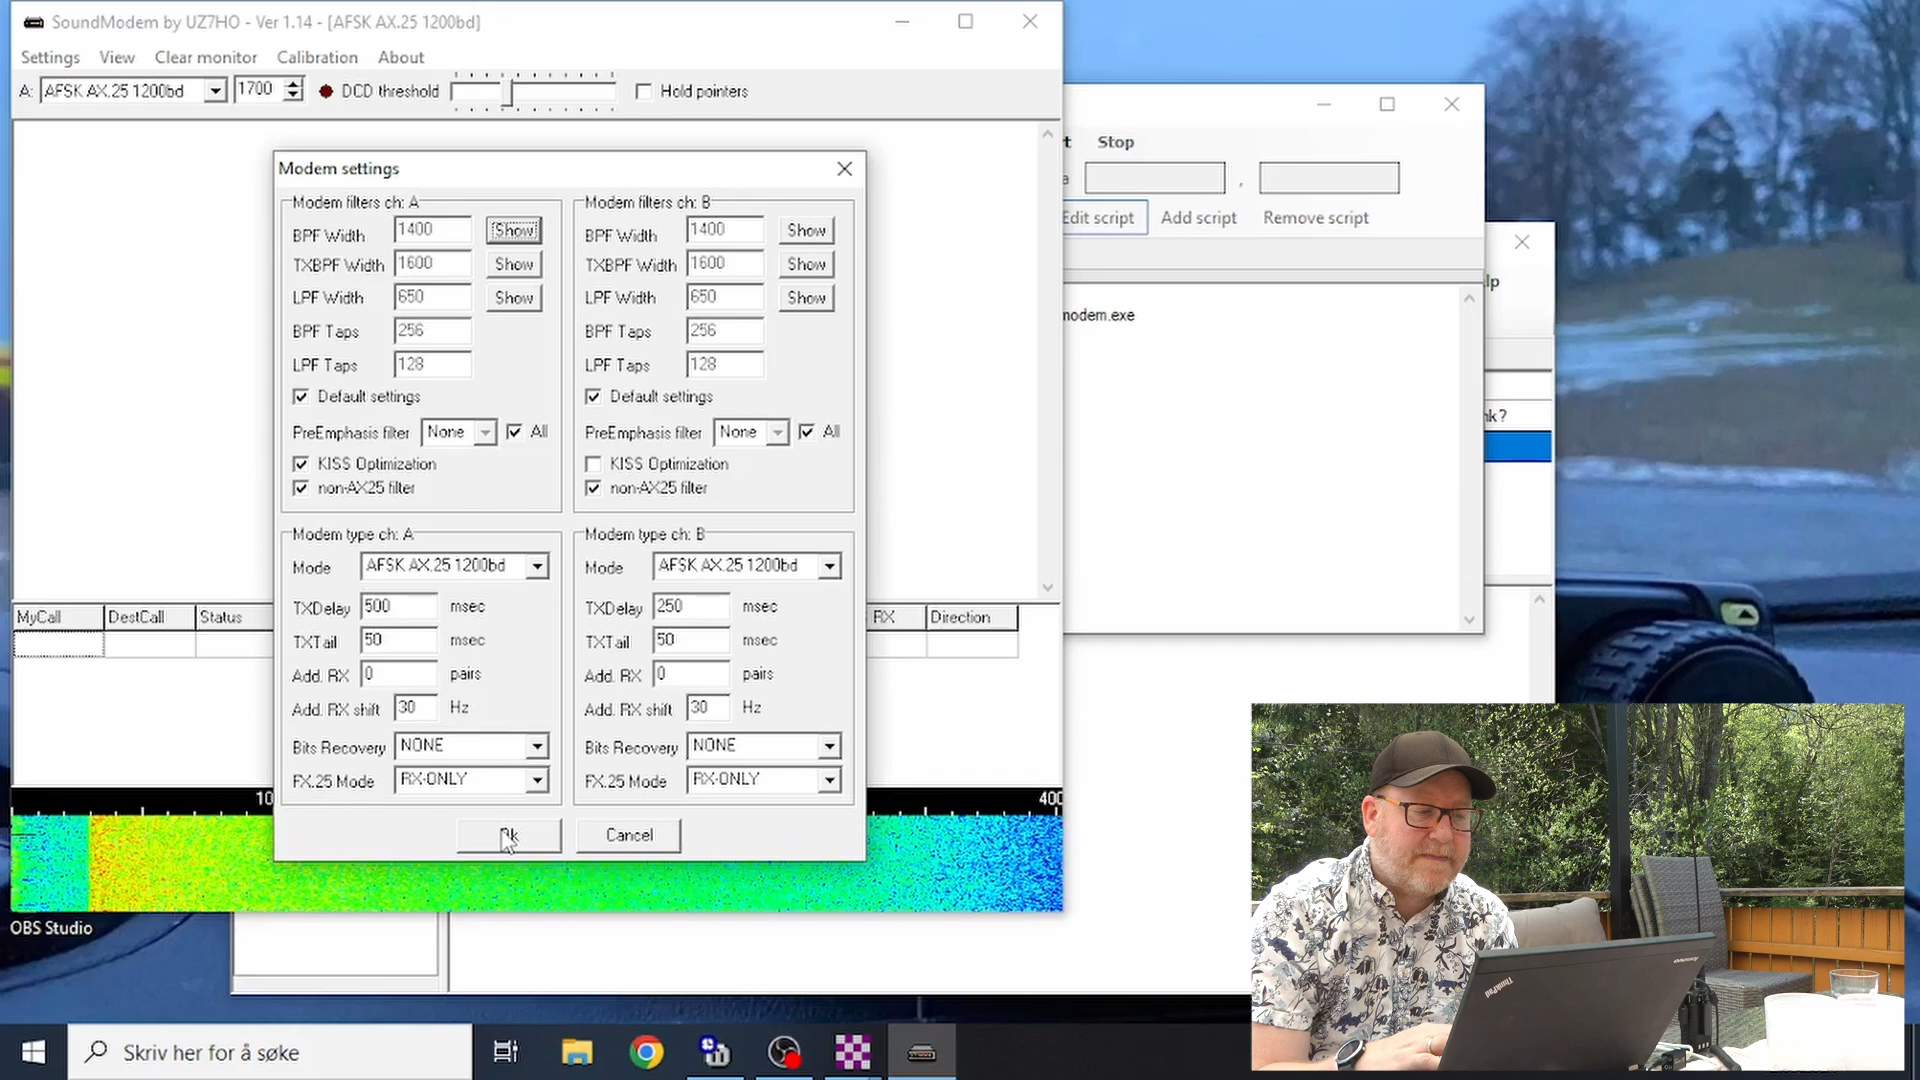 SoundModem by UZ7HO - Ver 1.14 - [AFSK AX.25 1200bd]
Settings View Clear monitor Calibration About
A: AFSK AX.25 1200bd 1700 DCD threshold Hold pointers
Stop
,
Edit script Add script Remove script
modem.exe
Modem settings
Modem filters ch: A
BPF Width 1400 Show
TXBPF Width 1600 Show
LPF Width 650 Show
BPF Taps 256
LPF Taps 128
Default settings
PreEmphasis filter None All
KISS Optimization
non-AX25 filter
Modem filters ch: B
BPF Width 1400 Show
TXBPF Width 1600 Show
LPF Width 650 Show
BPF Taps 256
LPF Taps 128
Default settings
PreEmphasis filter None All
KISS Optimization
non-AX25 filter
Modem type ch: A
Mode AFSK AX.25 1200bd
TXDelay 500 msec
TXTail 50 msec
Add. RX 0 pairs
Add. RX shift 30 Hz
Bits Recovery NONE
FX.25 Mode RX-ONLY
Modem type ch: B
Mode AFSK AX.25 1200bd
TXDelay 250 msec
TXTail 50 msec
Add. RX 0 pairs
Add. RX shift 30 Hz
Bits Recovery NONE
FX.25 Mode RX-ONLY
Ok Cancel
MyCall DestCall Status RX Direction
10 400
OBS Studio
Skriv her for å søke
ThinkPad
lenovo